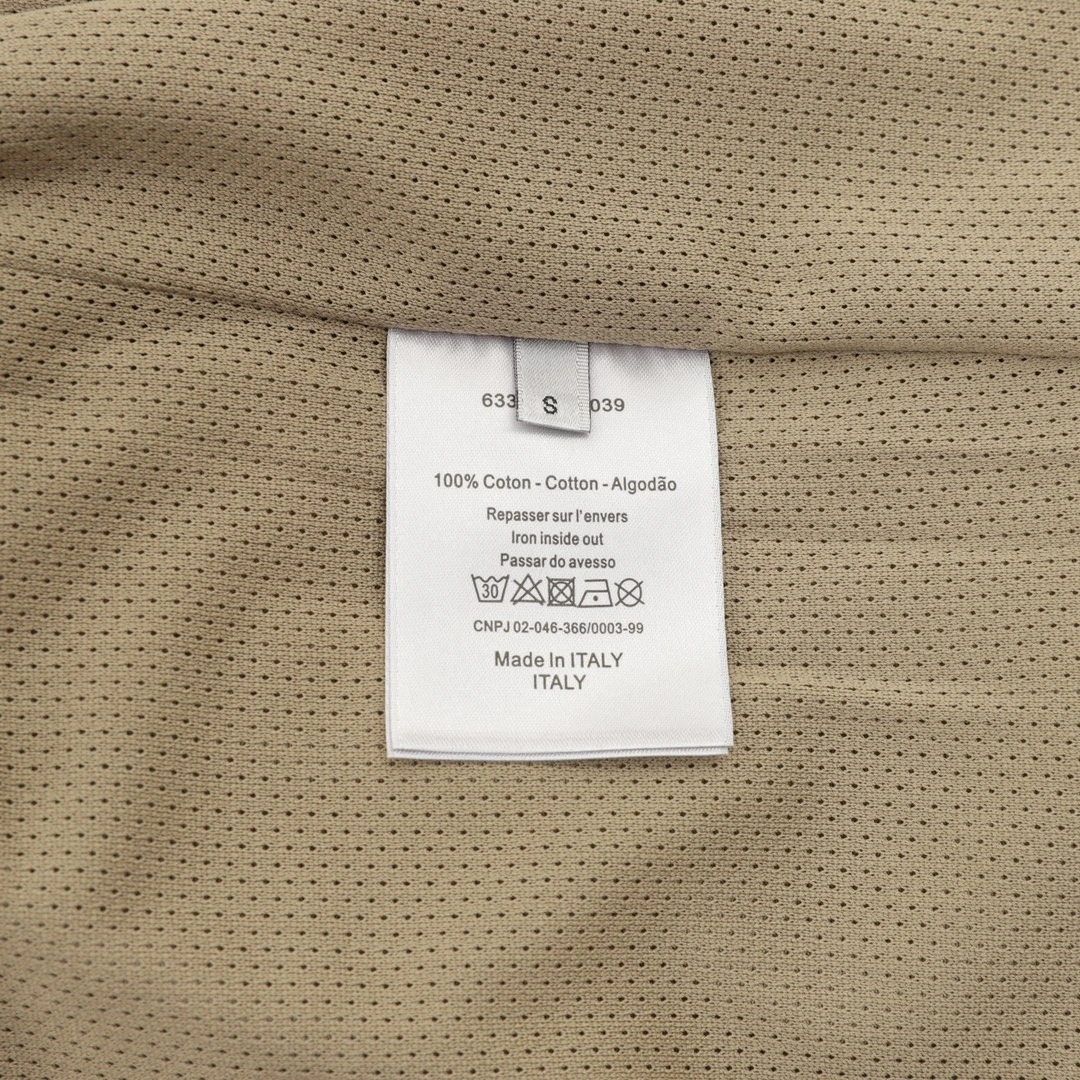 633 S 039
100% Coton - Cotton - Algodão
Repasser sur l'envers
Iron inside out
Passar do avesso
30
CNPJ 02-046-366/0003-99
Made In ITALY
ITALY